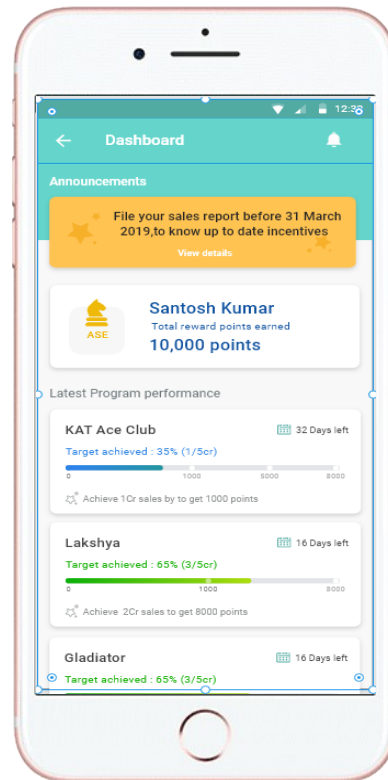 12:30
Dashboard
Announcements
File your sales report before 31 March
2019,to know up to date incentives
View details
ASE
Santosh Kumar
Total reward points earned
10,000 points
Latest Program performance
KAT Ace Club
32 Days left
Target achieved : 35% (1/5cr)
0 1000 5000 8000
Achieve 1Cr sales by to get 1000 points
Lakshya
16 Days left
Target achieved : 65% (3/5cr)
0 1000 8000
Achieve 2Cr sales to get 8000 points
Gladiator
16 Days left
Target achieved : 65% (3/5cr)